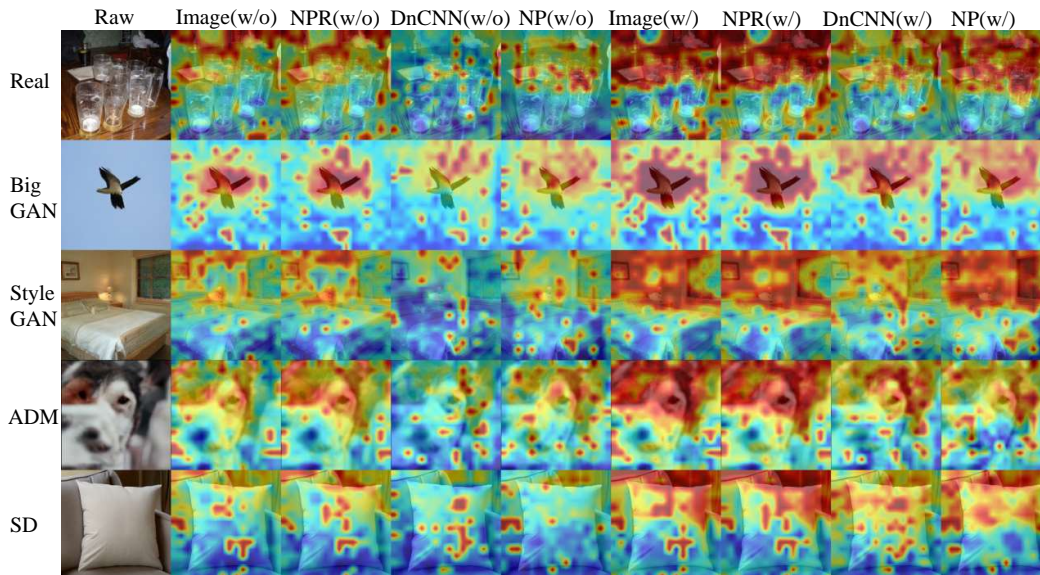 Raw Image(w/o) NPR(w/o) DnCNN(w/o) NP(w/o) Image(w/) NPR(w/) DnCNN(w/) NP(w/)
Real
Big
GAN
Style
GAN
ADM
SD